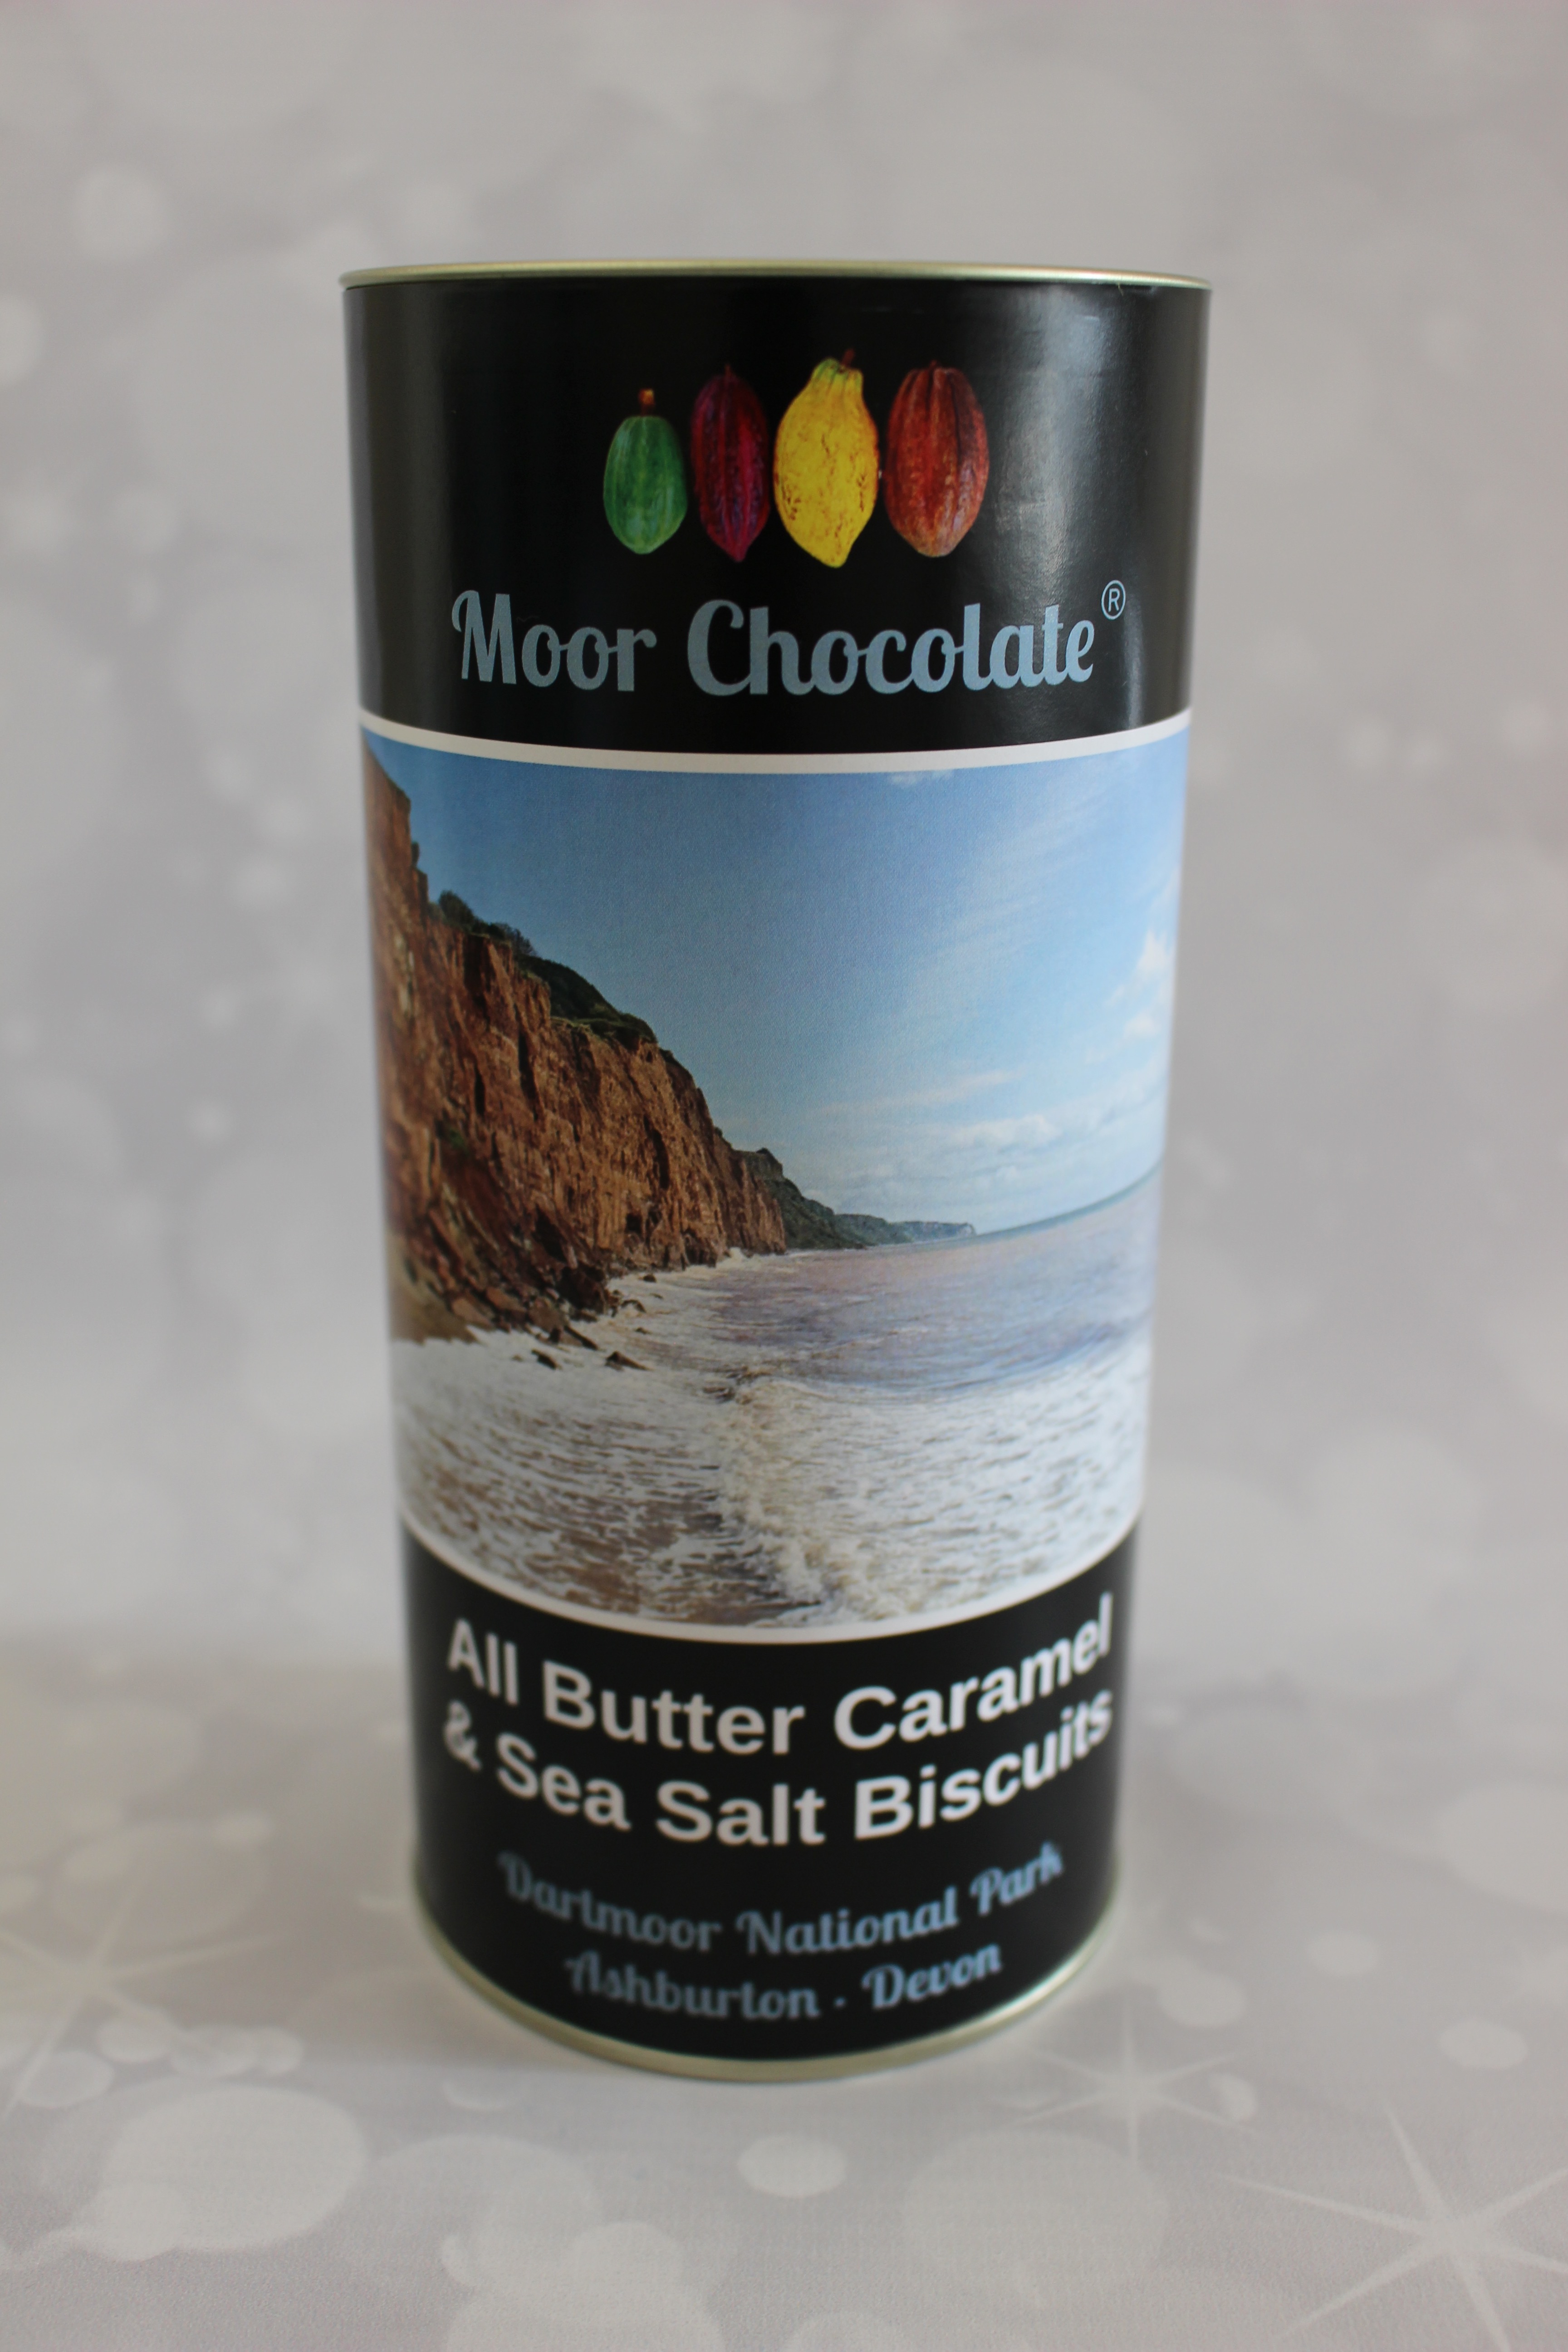 Moor Chocolate®
All Butter Caramel
& Sea Salt Biscuits
Dartmoor National Park
Ashburton · Devon